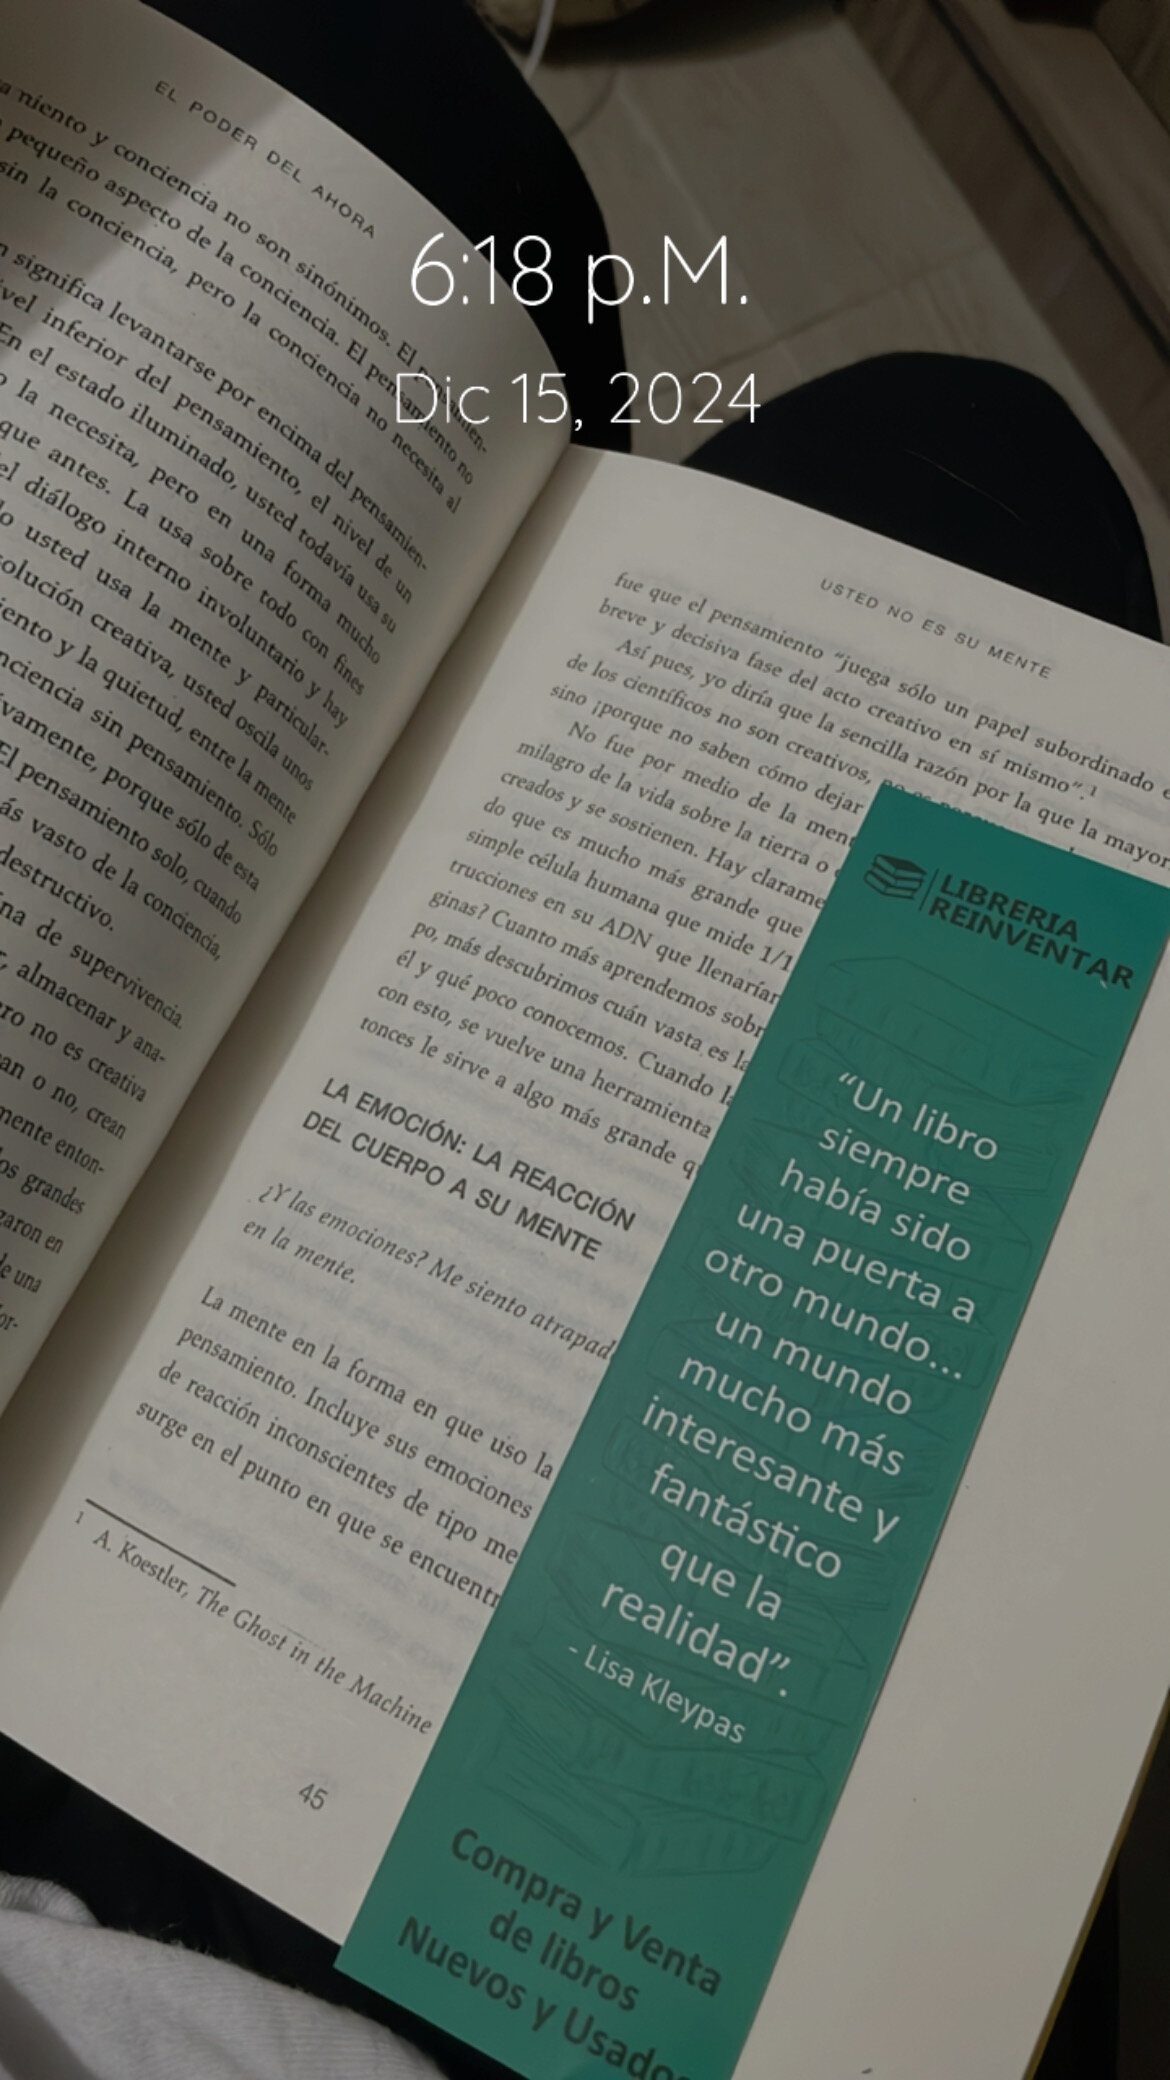 6:18 p.M.
Dic 15, 2024
EL PODER DEL AHORA
niento y conciencia no son sinónimos. El pensamiento no
pequeño aspecto de la conciencia. El pensamiento no
sin la conciencia, pero la conciencia no necesita al
significa levantarse por encima del pensamien-
inferior del pensamiento, el nivel de un
En el estado iluminado, usted todavía usa su
la necesita, pero en una forma mucho
que antes. La usa sobre todo con fines
diálogo interno involuntario y hay
usted usa la mente y particular-
solución creativa, usted oscila unos
y la quietud, entre la mente
sin pensamiento. Sólo
porque sólo de esta
El pensamiento solo, cuando
vasto de la conciencia,
destructivo.
de supervivencia.
almacenar y ana-
no es creativa
o no, crean
mente enton-
grandes
en
una
USTED NO ES SU MENTE
fue que el pensamiento “juega sólo un papel subordinado
breve y decisiva fase del acto creativo en sí mismo”.1
Así pues, yo diría que la sencilla razón por la que la mayor
de los científicos no son creativos,
sino ¡porque no saben cómo dejar
No fue por medio de la men
milagro de la vida sobre la tierra o
creados y se sostienen. Hay clarame
do que es mucho más grande que
simple célula humana que mide 1/1
trucciones en su ADN que llenarían
ginas? Cuanto más aprendemos sobr
po, más descubrimos cuán vasta es la
él y qué poco conocemos. Cuando la
con esto, se vuelve una herramienta
tonces le sirve a algo más grande q
LA EMOCIÓN: LA REACCIÓN
DEL CUERPO A SU MENTE
¿Y las emociones? Me siento atrapad
en la mente.
La mente en la forma en que uso la
pensamiento. Incluye sus emociones
de reacción inconscientes de tipo me
surge en el punto en que se encuentr
1 A. Koestler, The Ghost in the Machine
45
LIBRERIA
REINVENTAR
“Un libro
siempre
había sido
una puerta a
otro mundo...
un mundo
mucho más
interesante y
fantástico
que la
realidad”.
- Lisa Kleypas
Compra y Venta
de libros
Nuevos y Usados